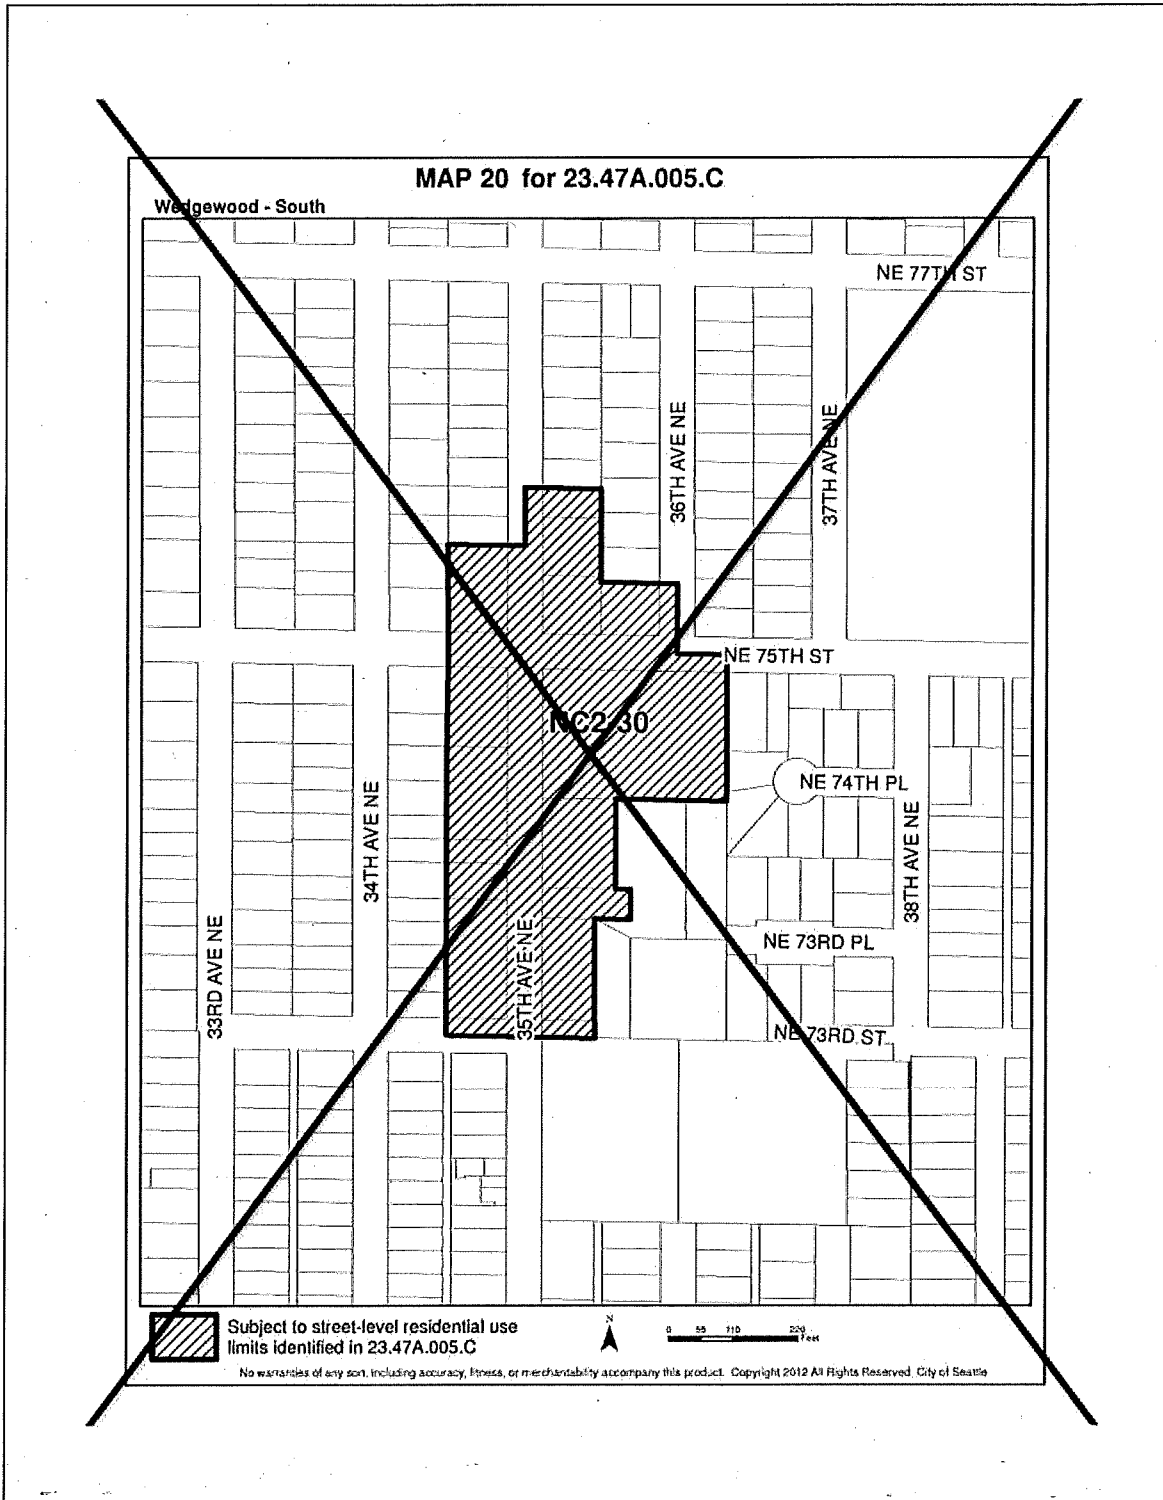 MAP 20 for 23.47A.005.C
Wedgewood - South
NE 77TH ST
36TH AVE NE
37TH AVE NE
NE 75TH ST
NC2-30
NE 74TH PL
34TH AVE NE
38TH AVE NE
33RD AVE NE
35TH AVE NE
NE 73RD PL
NE 73RD ST
Subject to street-level residential use
limits identified in 23.47A.005.C
N
0 55 110 220
Feet
No warranties of any sort, including accuracy, fitness, or merchantability accompany this product. Copyright 2012 All Rights Reserved, City of Seattle